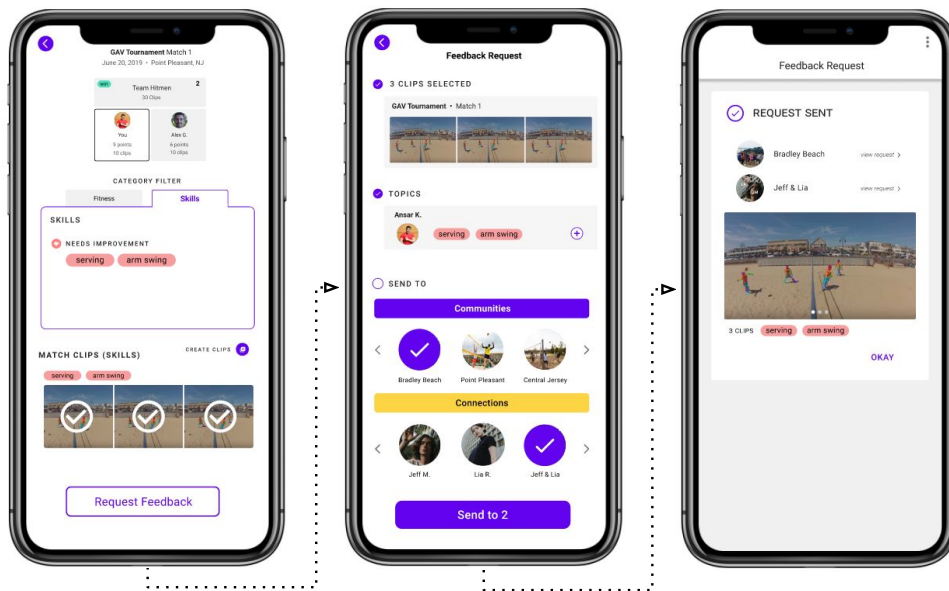 GAV Tournament Match 1
June 20, 2019 • Point Pleasant, NJ
Team Hitmen
2
30 Clips
You
Alex G.
5 points
6 points
10 clips
10 clips
CATEGORY FILTER
Fitness
Skills
SKILLS
NEEDS IMPROVEMENT
serving
arm swing
MATCH CLIPS (SKILLS)
CREATE CLIPS
serving
arm swing
Request Feedback
Feedback Request
3 CLIPS SELECTED
GAV Tournament • Match 1
TOPICS
Ansar K.
serving
arm swing
SEND TO
Communities
Bradley Beach
Point Pleasant
Central Jersey
Connections
Jeff M.
Lia R.
Jeff & Lia
Send to 2
Feedback Request
REQUEST SENT
Bradley Beach
view request >
Jeff & Lia
view request >
3 CLIPS
serving
arm swing
OKAY